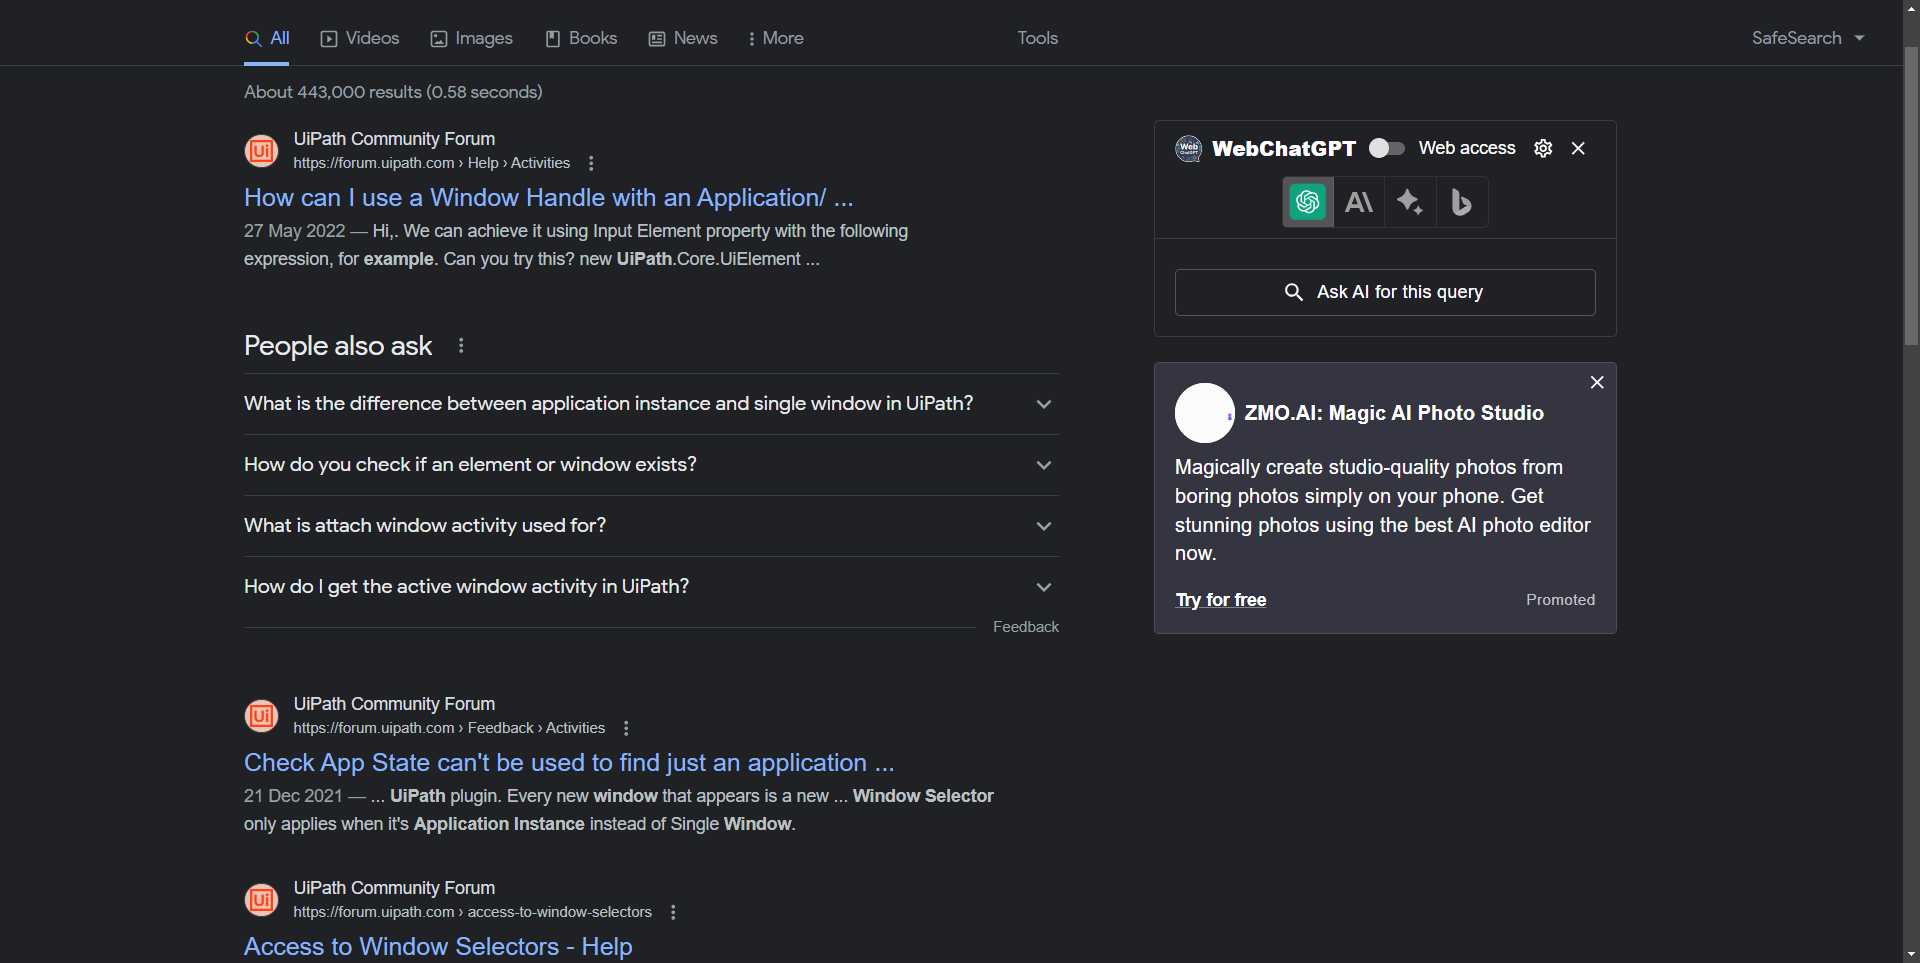 All Videos Images Books News More Tools SafeSearch
About 443,000 results (0.58 seconds)
UiPath Community Forum
https://forum.uipath.com › Help › Activities
How can I use a Window Handle with an Application/ ...
27 May 2022 — Hi,. We can achieve it using Input Element property with the following
expression, for example. Can you try this? new UiPath.Core.UiElement ...
People also ask
What is the difference between application instance and single window in UiPath?
How do you check if an element or window exists?
What is attach window activity used for?
How do I get the active window activity in UiPath?
Feedback
UiPath Community Forum
https://forum.uipath.com › Feedback › Activities
Check App State can't be used to find just an application ...
21 Dec 2021 — ... UiPath plugin. Every new window that appears is a new ... Window Selector
only applies when it's Application Instance instead of Single Window.
UiPath Community Forum
https://forum.uipath.com › access-to-window-selectors
Access to Window Selectors - Help
WebChatGPT Web access
Ask AI for this query
ZMO.AI: Magic AI Photo Studio
Magically create studio-quality photos from
boring photos simply on your phone. Get
stunning photos using the best AI photo editor
now.
Try for free Promoted